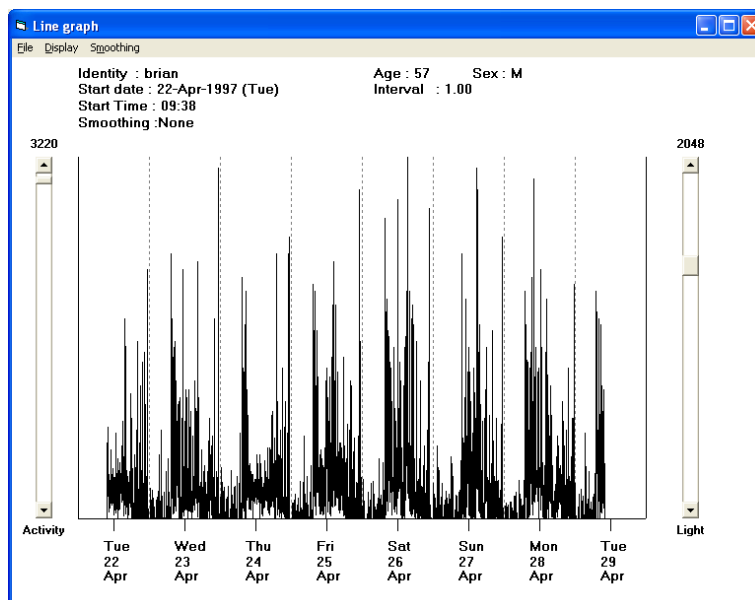 Line graph
File Display Smoothing
Identity : brian Age : 57 Sex : M
Start date : 22-Apr-1997 (Tue) Interval : 1.00
Start Time : 09:38
Smoothing :None
3220 2048
Activity Light
Tue Wed Thu Fri Sat Sun Mon Tue
22 23 24 25 26 27 28 29
Apr Apr Apr Apr Apr Apr Apr Apr